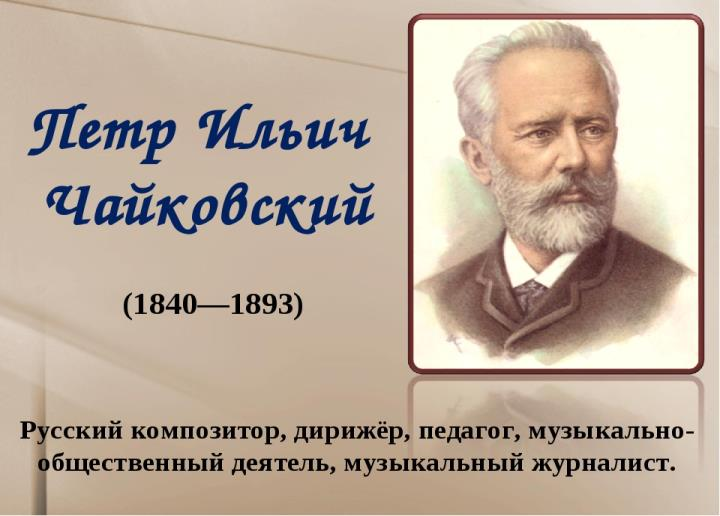 Петр Ильич
Чайковский
(1840—1893)
Русский композитор, дирижёр, педагог, музыкально-
общественный деятель, музыкальный журналист.